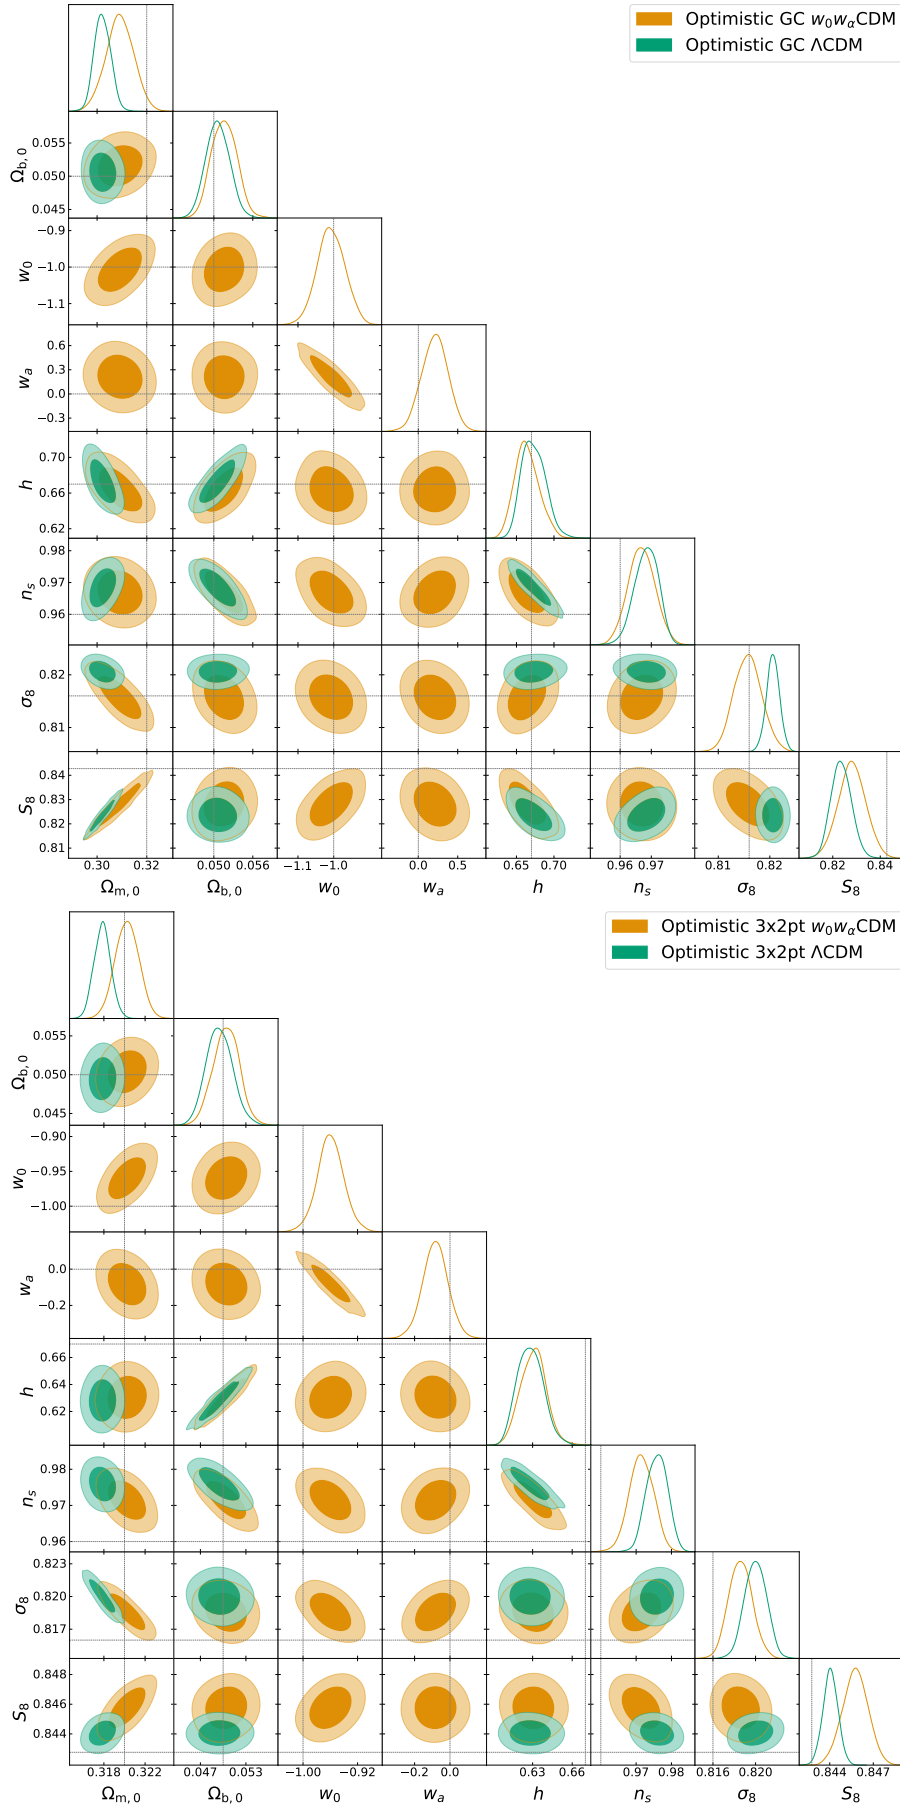 Optimistic GC w₀wₐCDM
Optimistic GC ΛCDM
0.055
0.050
0.045
Ω_b, 0
−0.9
−1.0
−1.1
w₀
0.6
0.3
0.0
−0.3
wₐ
0.70
0.66
0.62
h
0.98
0.97
0.96
nₛ
0.82
0.81
σ₈
0.84
0.83
0.82
0.81
S₈
0.30 0.32 0.050 0.056 −1.1 −1.0 0.0 0.5 0.65 0.70 0.96 0.97 0.81 0.82 0.82 0.84
Ω_m, 0 Ω_b, 0 w₀ wₐ h nₛ σ₈ S₈
Optimistic 3x2pt w₀wₐCDM
Optimistic 3x2pt ΛCDM
0.055
0.050
0.045
Ω_b, 0
−0.90
−0.95
−1.00
w₀
0.0
−0.2
wₐ
0.66
0.64
0.62
h
0.98
0.97
0.96
nₛ
0.823
0.820
0.817
σ₈
0.848
0.846
0.844
S₈
0.318 0.322 0.047 0.053 −1.00 −0.92 −0.2 0.0 0.63 0.66 0.97 0.98 0.816 0.820 0.844 0.847
Ω_m, 0 Ω_b, 0 w₀ wₐ h nₛ σ₈ S₈